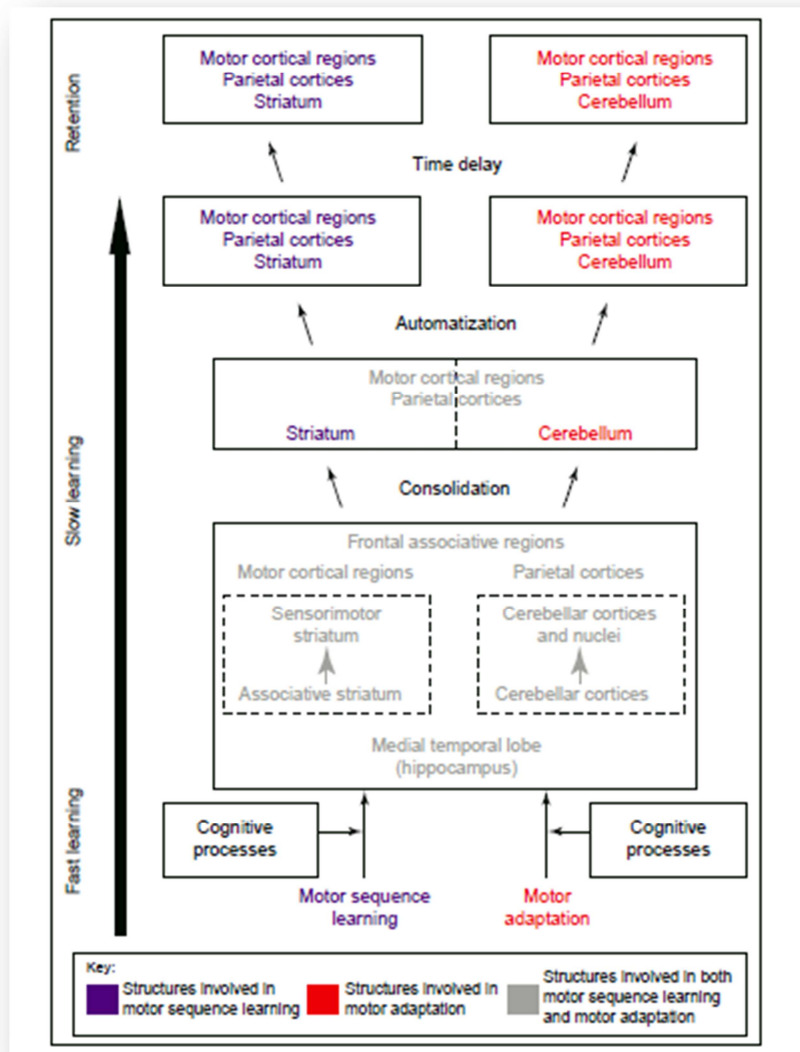 Retention
Motor cortical regions
Parietal cortices
Striatum
Motor cortical regions
Parietal cortices
Cerebellum
Time delay
Motor cortical regions
Parietal cortices
Striatum
Motor cortical regions
Parietal cortices
Cerebellum
Automatization
Slow learning
Motor cortical regions
Parietal cortices
Striatum
Cerebellum
Consolidation
Frontal associative regions
Motor cortical regions
Parietal cortices
Sensorimotor
striatum
Associative striatum
Cerebellar cortices
and nuclei
Cerebellar cortices
Medial temporal lobe
(hippocampus)
Fast learning
Cognitive
processes
Cognitive
processes
Motor sequence
learning
Motor
adaptation
Key:
Structures involved in
motor sequence learning
Structures involved in
motor adaptation
Structures involved in both
motor sequence learning
and motor adaptation